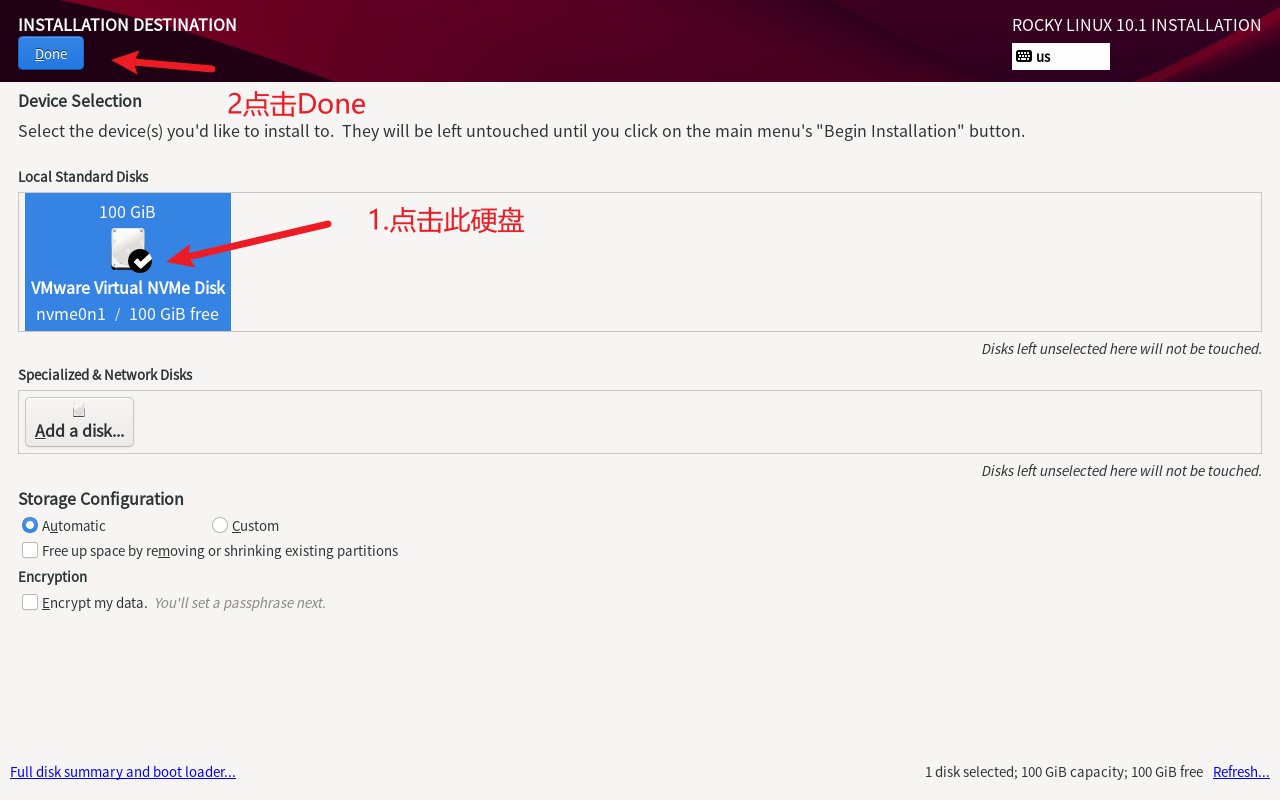 INSTALLATION DESTINATION
ROCKY LINUX 10.1 INSTALLATION
Done
us
Device Selection
2点击Done
Select the device(s) you'd like to install to.  They will be left untouched until you click on the main menu's "Begin Installation" button.
Local Standard Disks
100 GiB
1.点击此硬盘
VMware Virtual NVMe Disk
nvme0n1 / 100 GiB free
Disks left unselected here will not be touched.
Specialized & Network Disks
Add a disk...
Disks left unselected here will not be touched.
Storage Configuration
Automatic
Custom
Free up space by removing or shrinking existing partitions
Encryption
Encrypt my data. You'll set a passphrase next.
Full disk summary and boot loader...
1 disk selected; 100 GiB capacity; 100 GiB free Refresh...